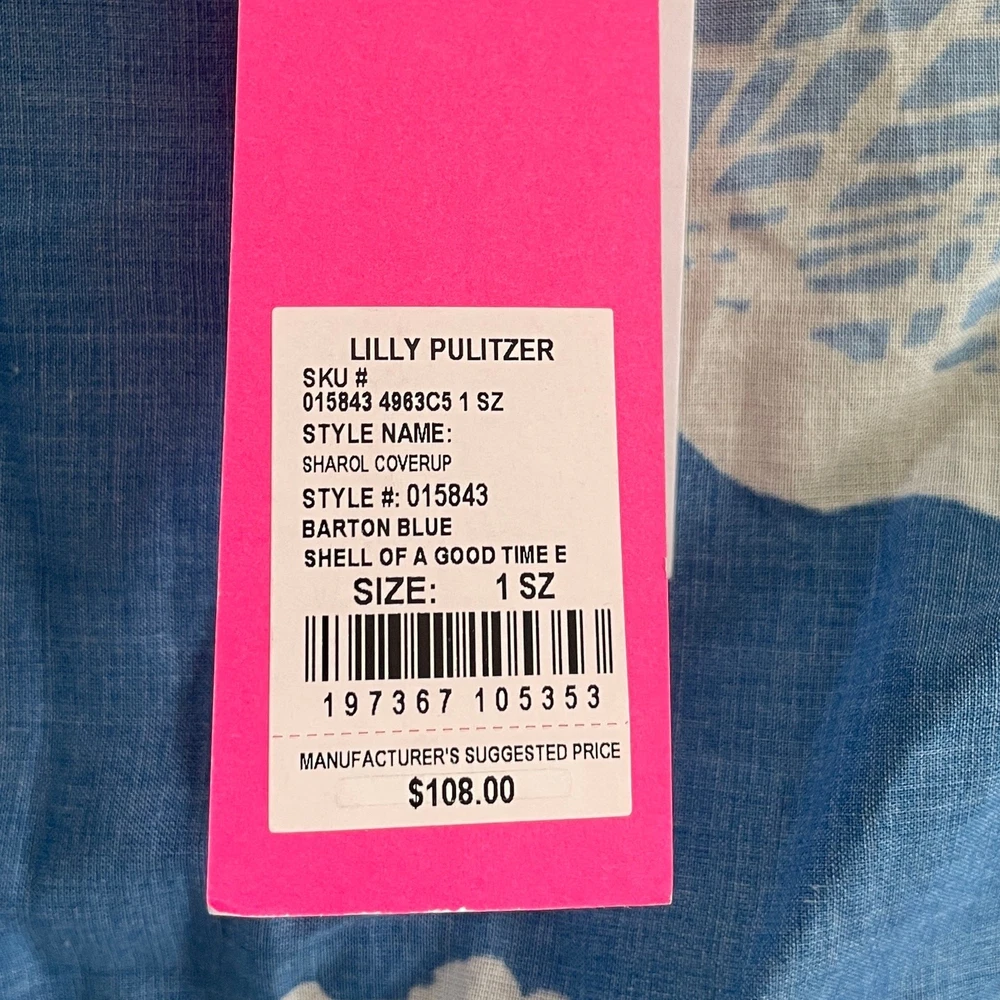 LILLY PULITZER
SKU #
015843 4963C5 1 SZ
STYLE NAME:
SHAROL COVERUP
STYLE #: 015843
BARTON BLUE
SHELL OF A GOOD TIME E
SIZE: 1 SZ
197367 105353
MANUFACTURER'S SUGGESTED PRICE
$108.00